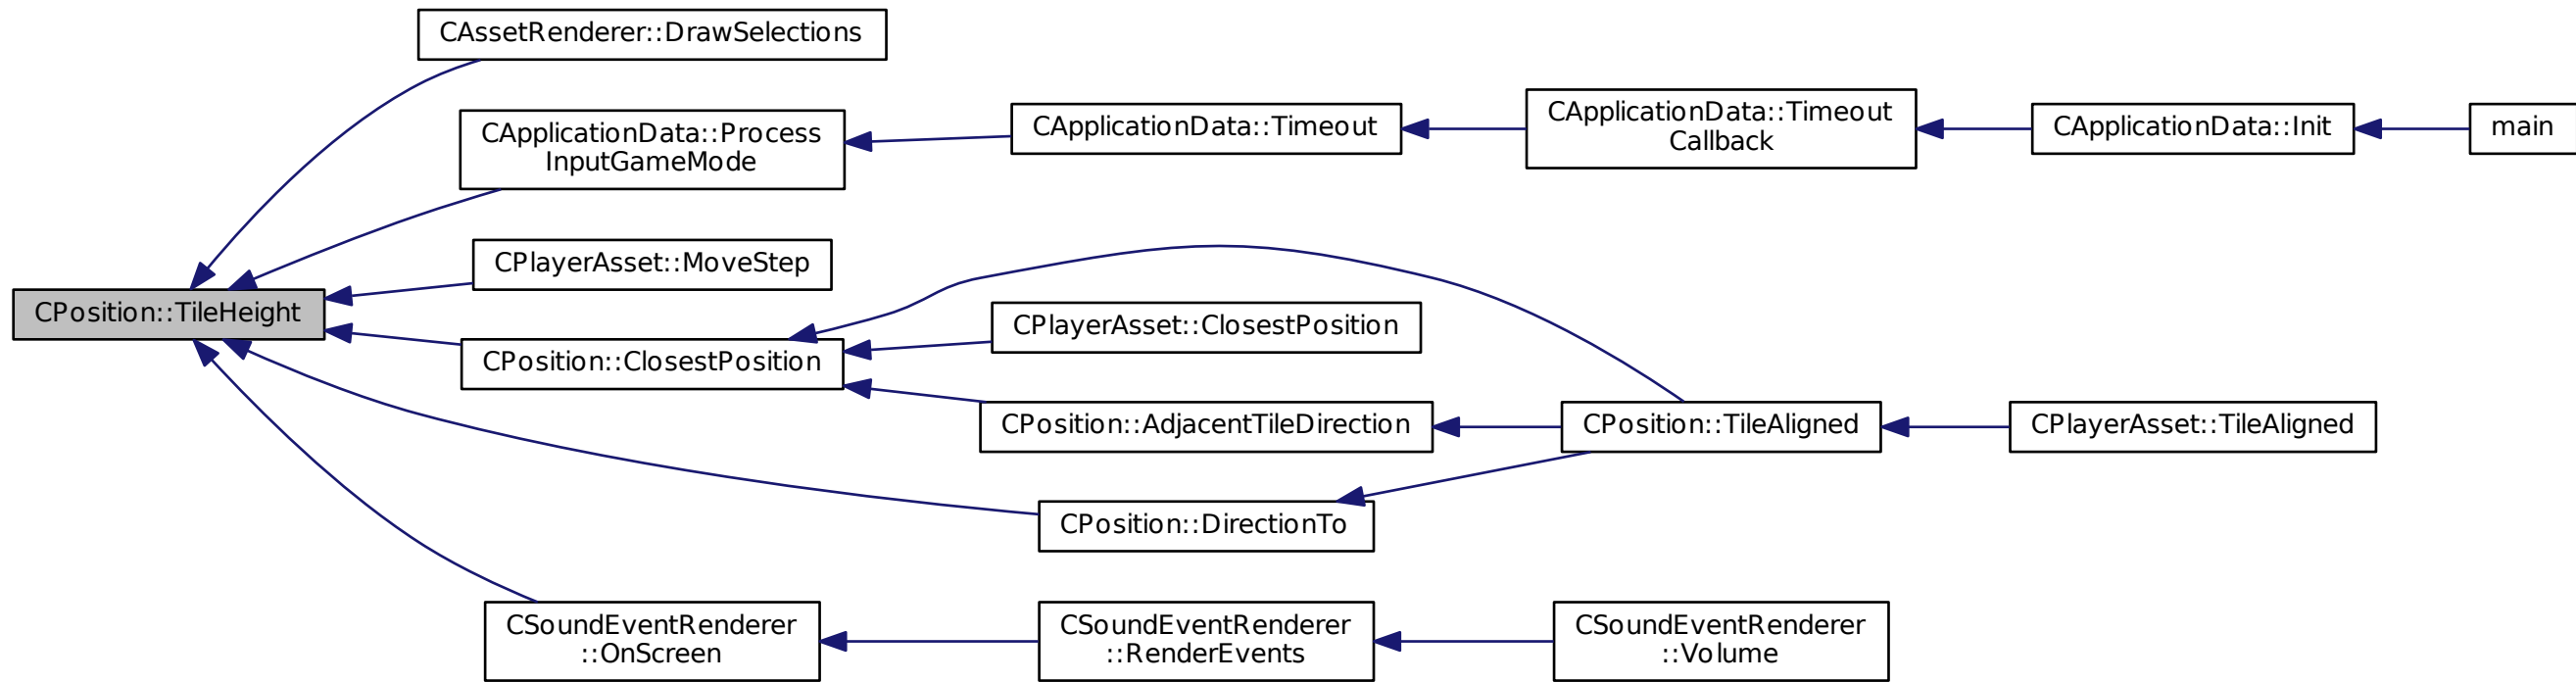 CAssetRenderer::DrawSelections
CApplicationData::Process
InputGameMode
CApplicationData::Timeout
CApplicationData::Timeout
Callback
CApplicationData::Init
main
CPlayerAsset::MoveStep
CPosition::TileHeight
CPlayerAsset::ClosestPosition
CPosition::ClosestPosition
CPosition::AdjacentTileDirection
CPosition::TileAligned
CPlayerAsset::TileAligned
CPosition::DirectionTo
CSoundEventRenderer
::OnScreen
CSoundEventRenderer
::RenderEvents
CSoundEventRenderer
::Volume